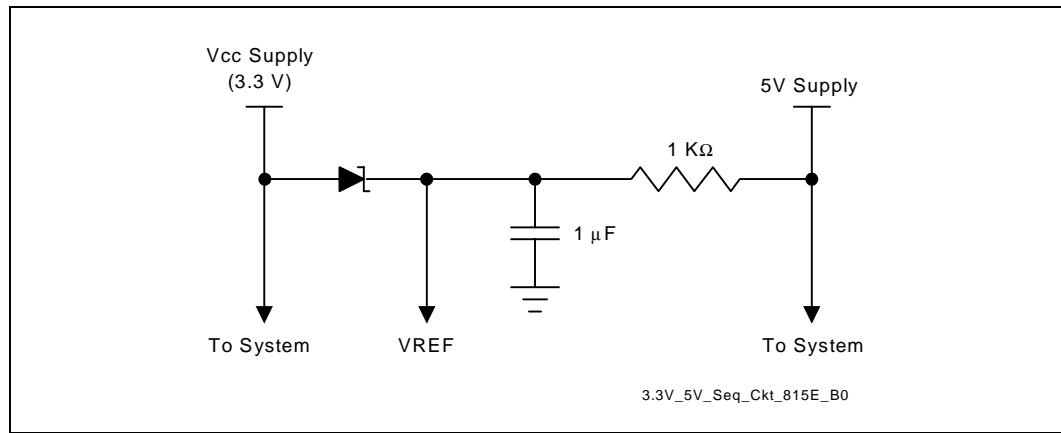 Vcc Supply
(3.3 V)
5V Supply
1 KΩ
1 μF
To System
VREF
To System
3.3V_5V_Seq_Ckt_815E_B0